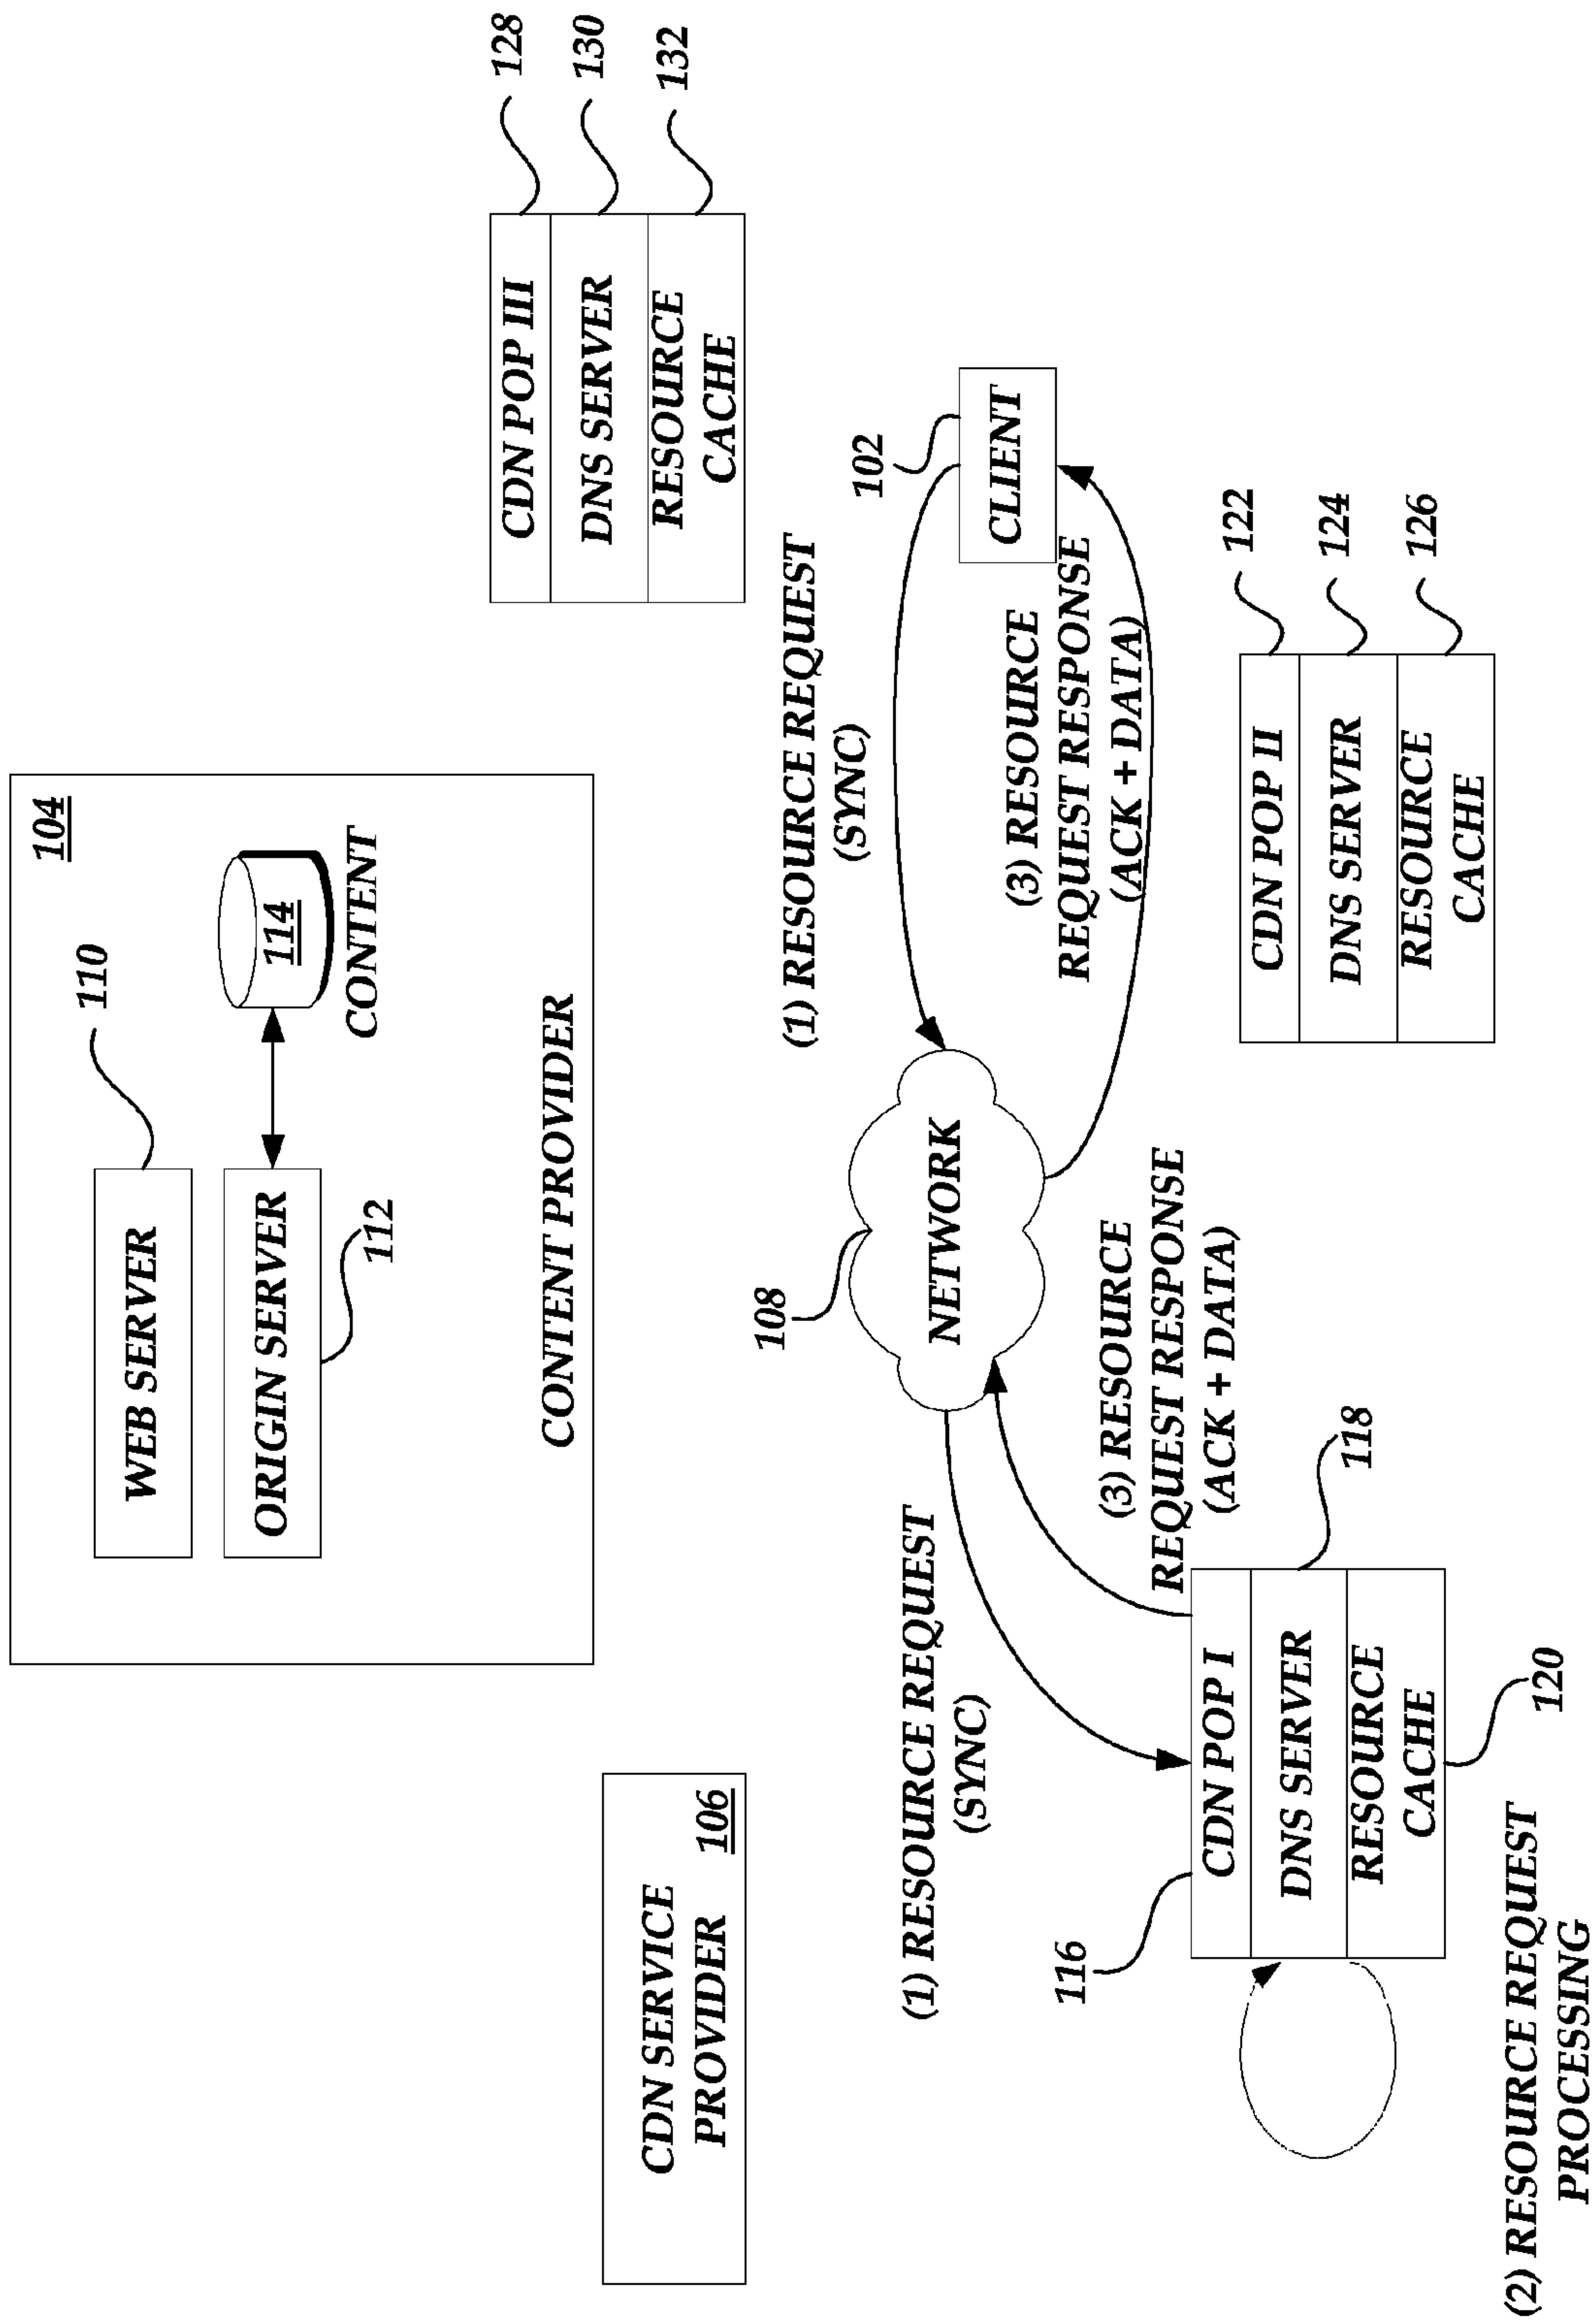 104
WEB SERVER
110
ORIGIN SERVER
112
114
CONTENT
CONTENT PROVIDER
CDN POP III
128
DNS SERVER
130
RESOURCE
CACHE
132
CDN SERVICE
PROVIDER
106
108
NETWORK
(1) RESOURCE REQUEST
(SYNC)
102
CLIENT
(3) RESOURCE
REQUEST RESPONSE
(ACK + DATA)
(1) RESOURCE REQUEST
(SYNC)
(3) RESOURCE
REQUEST RESPONSE
(ACK + DATA)
116
CDN POP I
DNS SERVER
118
RESOURCE
CACHE
120
(2) RESOURCE REQUEST
PROCESSING
CDN POP II
122
DNS SERVER
124
RESOURCE
CACHE
126